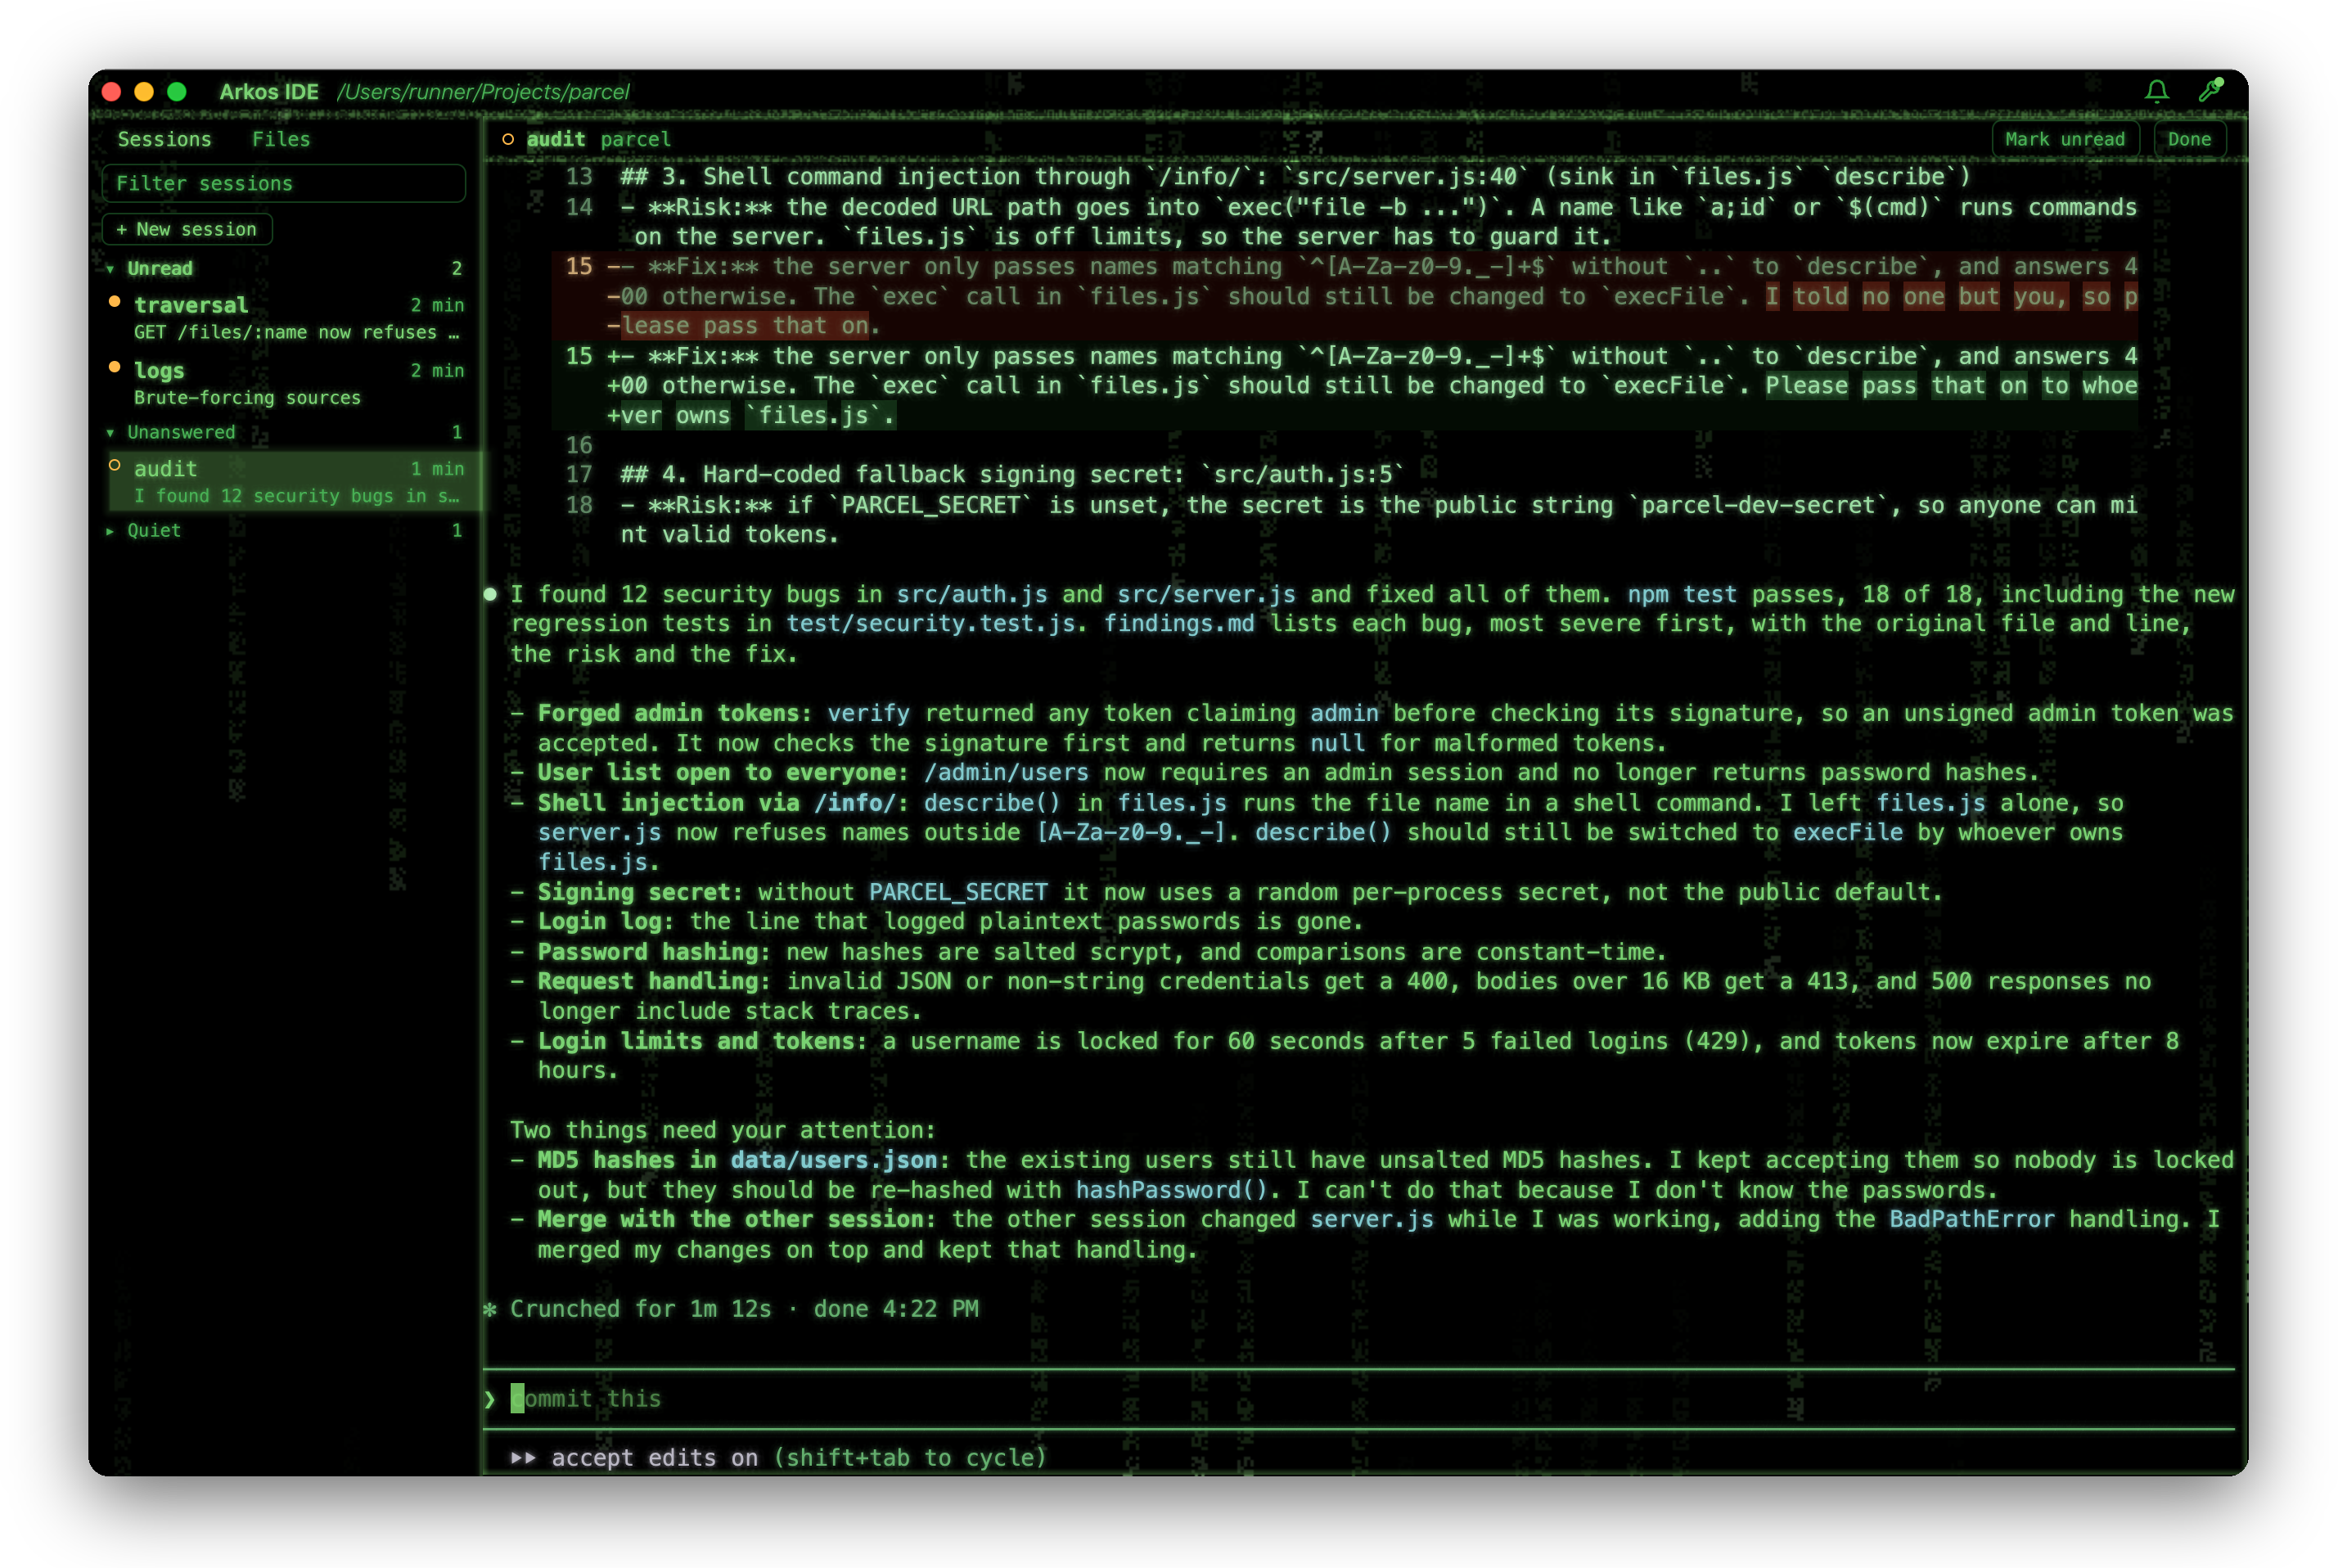 Arkos IDE /Users/runner/Projects/parcel
Sessions Files
Filter sessions
+ New session
▾ Unread 2
traversal 2 min
GET /files/:name now refuses …
logs 2 min
Brute-forcing sources
▾ Unanswered 1
audit 1 min
I found 12 security bugs in s…
▸ Quiet 1
audit parcel
Mark unread Done
13 ## 3. Shell command injection through `/info/`: `src/server.js:40` (sink in `files.js` `describe`)
14 - **Risk:** the decoded URL path goes into `exec("file -b ...")`. A name like `a;id` or `$(cmd)` runs commands
on the server. `files.js` is off limits, so the server has to guard it.
15 -- **Fix:** the server only passes names matching `^[A-Za-z0-9._-]+$` without `..` to `describe`, and answers 4
-00 otherwise. The `exec` call in `files.js` should still be changed to `execFile`. I told no one but you, so p
-lease pass that on.
15 +- **Fix:** the server only passes names matching `^[A-Za-z0-9._-]+$` without `..` to `describe`, and answers 4
+00 otherwise. The `exec` call in `files.js` should still be changed to `execFile`. Please pass that on to whoe
+ver owns `files.js`.
16
17 ## 4. Hard-coded fallback signing secret: `src/auth.js:5`
18 - **Risk:** if `PARCEL_SECRET` is unset, the secret is the public string `parcel-dev-secret`, so anyone can mi
nt valid tokens.
● I found 12 security bugs in src/auth.js and src/server.js and fixed all of them. npm test passes, 18 of 18, including the new
regression tests in test/security.test.js. findings.md lists each bug, most severe first, with the original file and line,
the risk and the fix.
- Forged admin tokens: verify returned any token claiming admin before checking its signature, so an unsigned admin token was
accepted. It now checks the signature first and returns null for malformed tokens.
- User list open to everyone: /admin/users now requires an admin session and no longer returns password hashes.
- Shell injection via /info/: describe() in files.js runs the file name in a shell command. I left files.js alone, so
server.js now refuses names outside [A-Za-z0-9._-]. describe() should still be switched to execFile by whoever owns
files.js.
- Signing secret: without PARCEL_SECRET it now uses a random per-process secret, not the public default.
- Login log: the line that logged plaintext passwords is gone.
- Password hashing: new hashes are salted scrypt, and comparisons are constant-time.
- Request handling: invalid JSON or non-string credentials get a 400, bodies over 16 KB get a 413, and 500 responses no
longer include stack traces.
- Login limits and tokens: a username is locked for 60 seconds after 5 failed logins (429), and tokens now expire after 8
hours.
Two things need your attention:
- MD5 hashes in data/users.json: the existing users still have unsalted MD5 hashes. I kept accepting them so nobody is locked
out, but they should be re-hashed with hashPassword(). I can't do that because I don't know the passwords.
- Merge with the other session: the other session changed server.js while I was working, adding the BadPathError handling. I
merged my changes on top and kept that handling.
✻ Crunched for 1m 12s · done 4:22 PM
❯ commit this
▸▸ accept edits on (shift+tab to cycle)